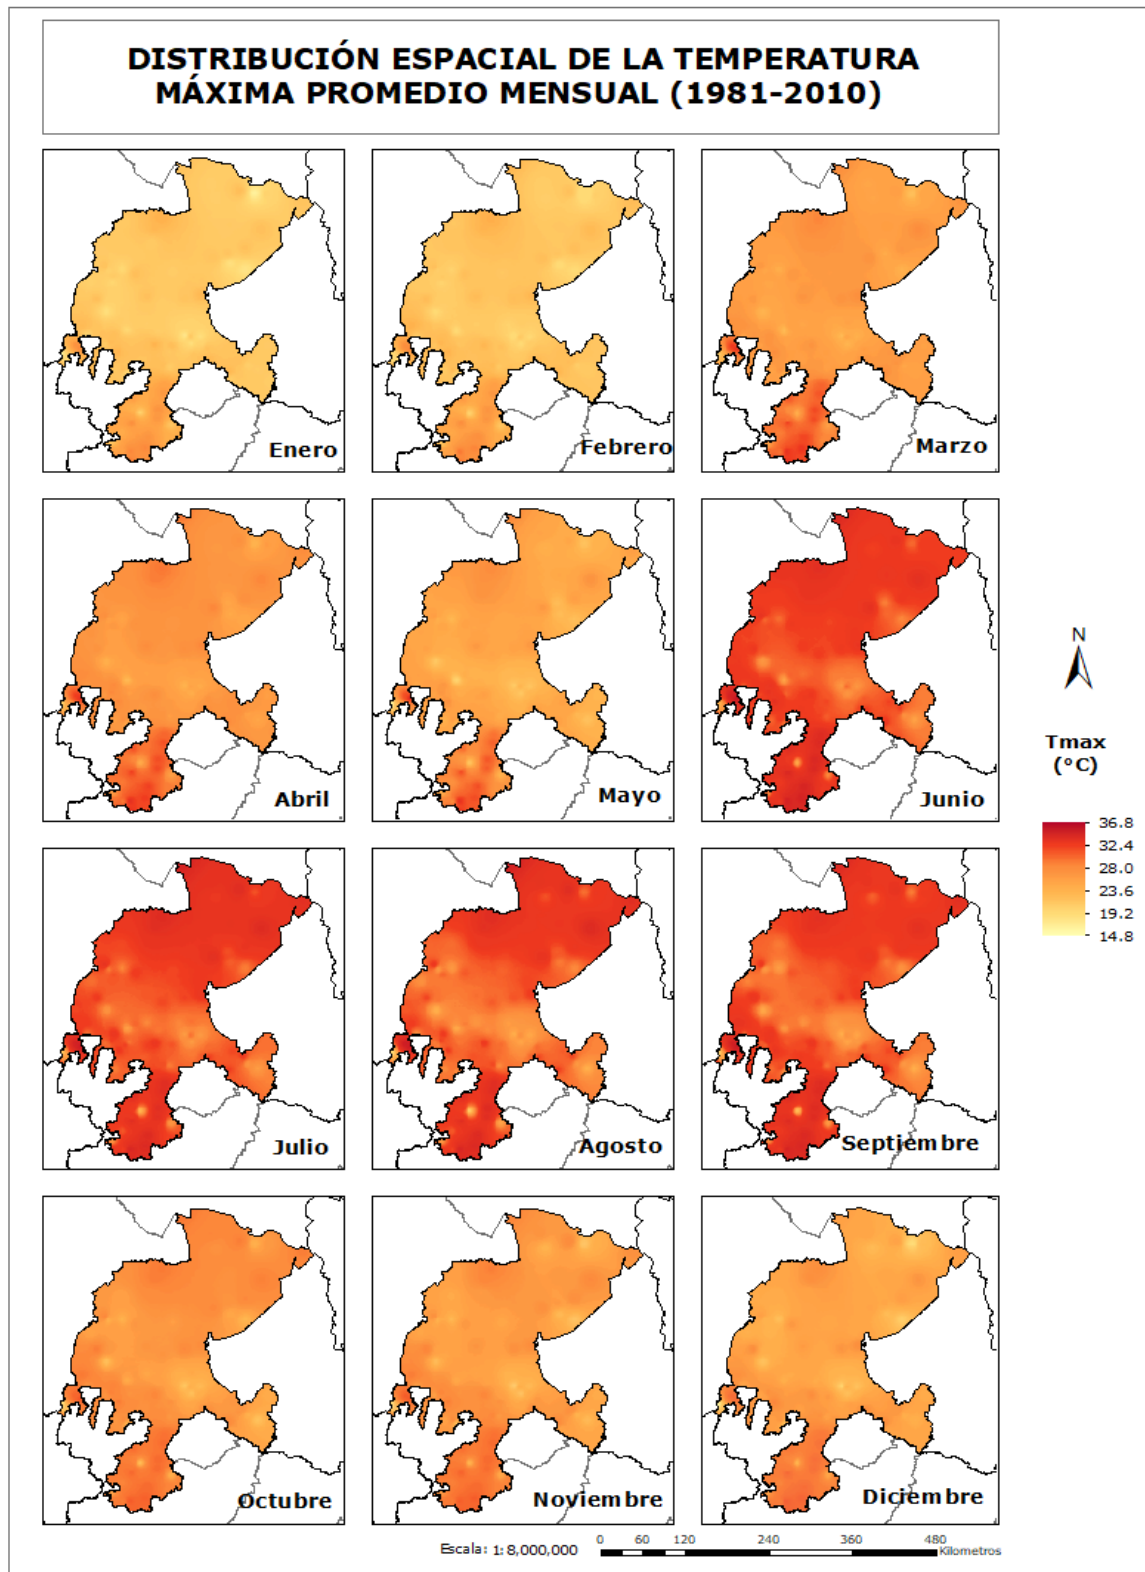 DISTRIBUCIÓN ESPACIAL DE LA TEMPERATURA
MÁXIMA PROMEDIO MENSUAL (1981-2010)
Enero
Febrero
Marzo
Abril
Mayo
Junio
N
Tmax
(°C)
36.8
32.4
28.0
23.6
19.2
14.8
Julio
Agosto
Septiembre
Octubre
Noviembre
Diciembre
Escala: 1:8,000,000
0 60 120 240 360 480
Kilometros